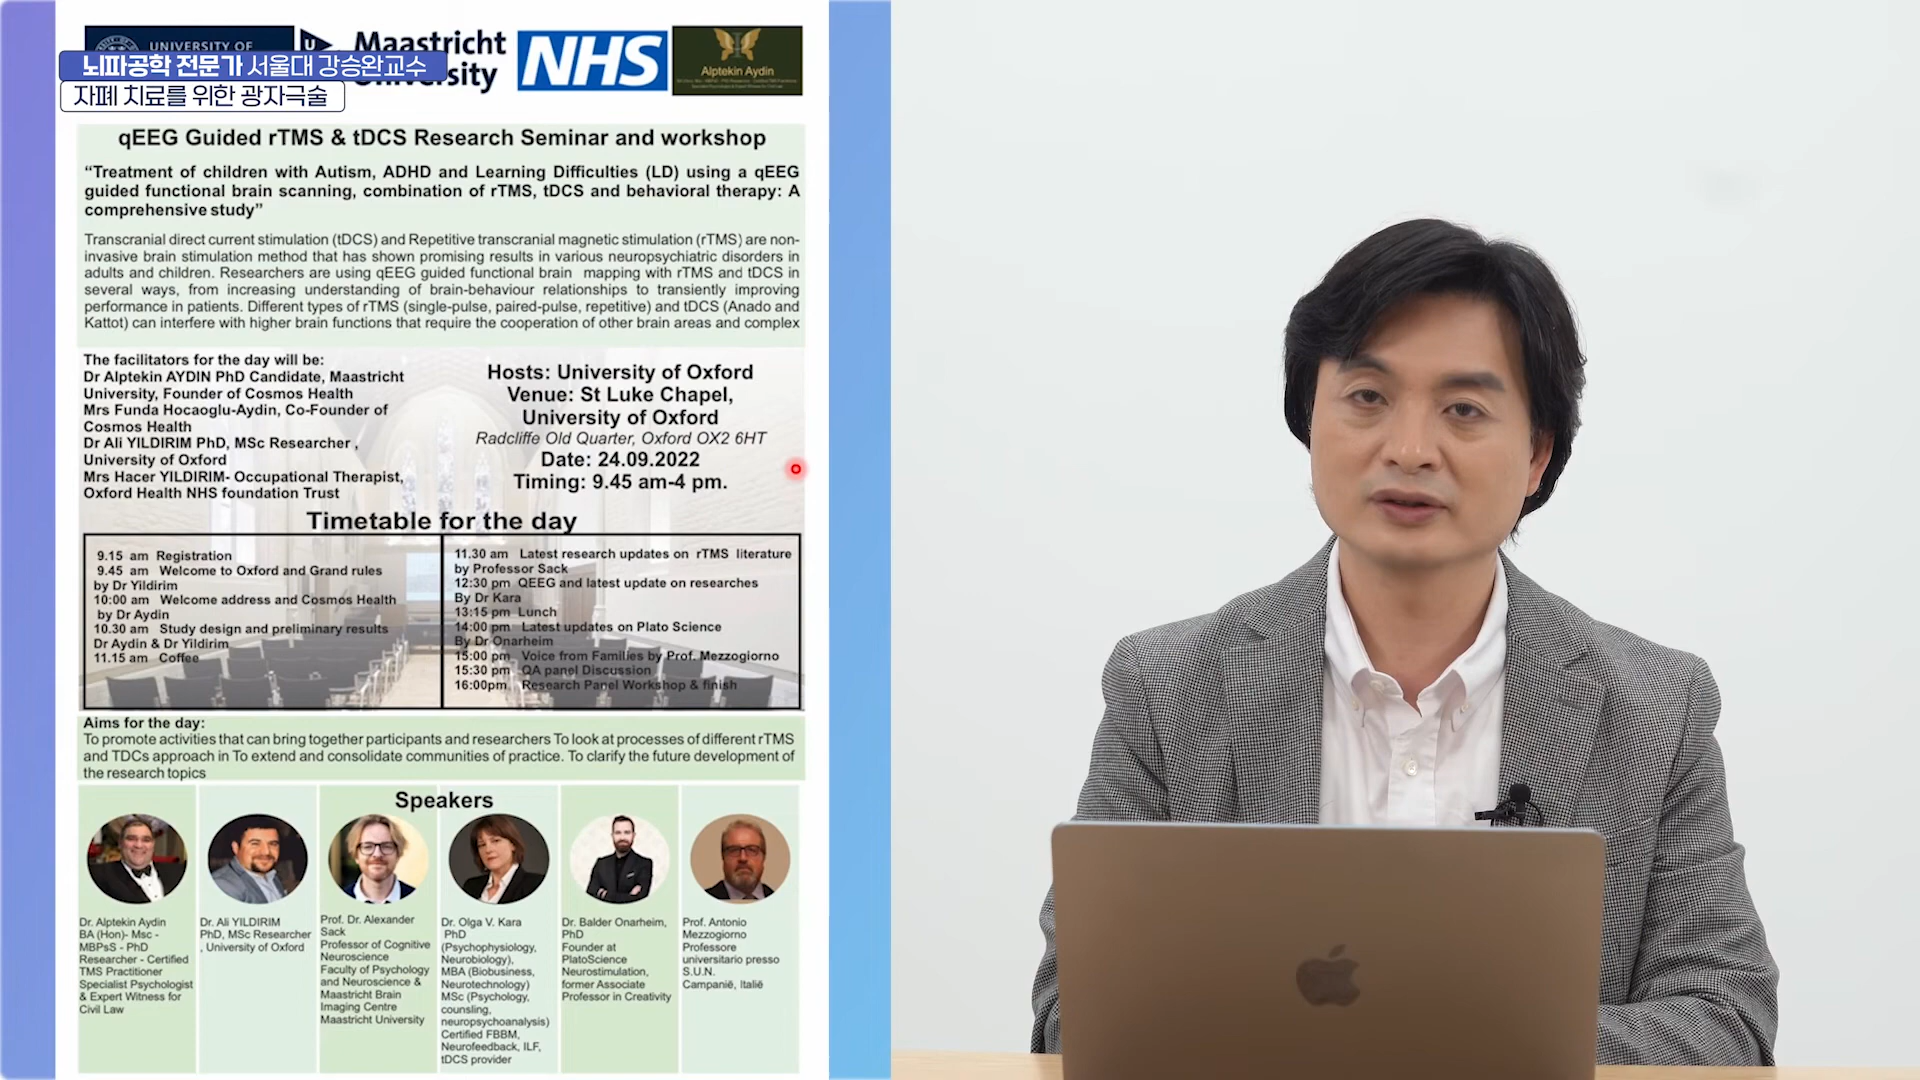 UNIVERSITY OF
U
Maastricht
University
NHS
Alptekin Aydin
뇌파공학 전문가 서울대 강승완교수
자폐 치료를 위한 광자극술
qEEG Guided rTMS & tDCS Research Seminar and workshop
“Treatment of children with Autism, ADHD and Learning Difficulties (LD) using a qEEG
guided functional brain scanning, combination of rTMS, tDCS and behavioral therapy: A
comprehensive study”
Transcranial direct current stimulation (tDCS) and Repetitive transcranial magnetic stimulation (rTMS) are non-
invasive brain stimulation method that has shown promising results in various neuropsychiatric disorders in
adults and children. Researchers are using qEEG guided functional brain mapping with rTMS and tDCS in
several ways, from increasing understanding of brain-behaviour relationships to transiently improving
performance in patients. Different types of rTMS (single-pulse, paired-pulse, repetitive) and tDCS (Anado and
Kattot) can interfere with higher brain functions that require the cooperation of other brain areas and complex
The facilitators for the day will be:
Dr Alptekin AYDIN PhD Candidate, Maastricht
University, Founder of Cosmos Health
Mrs Funda Hocaoglu-Aydin, Co-Founder of
Cosmos Health
Dr Ali YILDIRIM PhD, MSc Researcher ,
University of Oxford
Mrs Hacer YILDIRIM- Occupational Therapist,
Oxford Health NHS foundation Trust
Hosts: University of Oxford
Venue: St Luke Chapel,
University of Oxford
Radcliffe Old Quarter, Oxford OX2 6HT
Date: 24.09.2022
Timing: 9.45 am-4 pm.
Timetable for the day
9.15 am Registration
9.45 am Welcome to Oxford and Grand rules
by Dr Yildirim
10:00 am Welcome address and Cosmos Health
by Dr Aydin
10.30 am Study design and preliminary results
Dr Aydin & Dr Yildirim
11.15 am Coffee
11.30 am Latest research updates on rTMS literature
by Professor Sack
12:30 pm QEEG and latest update on researches
By Dr Kara
13:15 pm Lunch
14:00 pm Latest updates on Plato Science
By Dr Onarheim
15:00 pm Voice from Families by Prof. Mezzogiorno
15:30 pm QA panel Discussion
16:00pm Research Panel Workshop & finish
Aims for the day:
To promote activities that can bring together participants and researchers To look at processes of different rTMS
and TDCs approach in To extend and consolidate communities of practice. To clarify the future development of
the research topics
Speakers
Dr. Alptekin Aydin
BA (Hon)- Msc -
MBPsS - PhD
Researcher - Certified
TMS Practitioner
Specialist Psychologist
& Expert Witness for
Civil Law
Dr. Ali YILDIRIM
PhD, MSc Researcher
, University of Oxford
Prof. Dr. Alexander
Sack
Professor of Cognitive
Neuroscience
Faculty of Psychology
and Neuroscience &
Maastricht Brain
Imaging Centre
Maastricht University
Dr. Olga V. Kara
PhD
(Psychophysiology,
Neurobiology),
MBA (Biobusiness,
Neurotechnology)
MSc (Psychology,
counsling,
neuropsychoanalysis)
Certified FBBM,
Neurofeedback, ILF,
tDCS provider
Dr. Balder Onarheim,
PhD
Founder at
PlatoScience
Neurostimulation,
former Associate
Professor in Creativity
Prof. Antonio
Mezzogiorno
Professore
universitario presso
S.U.N.
Campanië, Italië